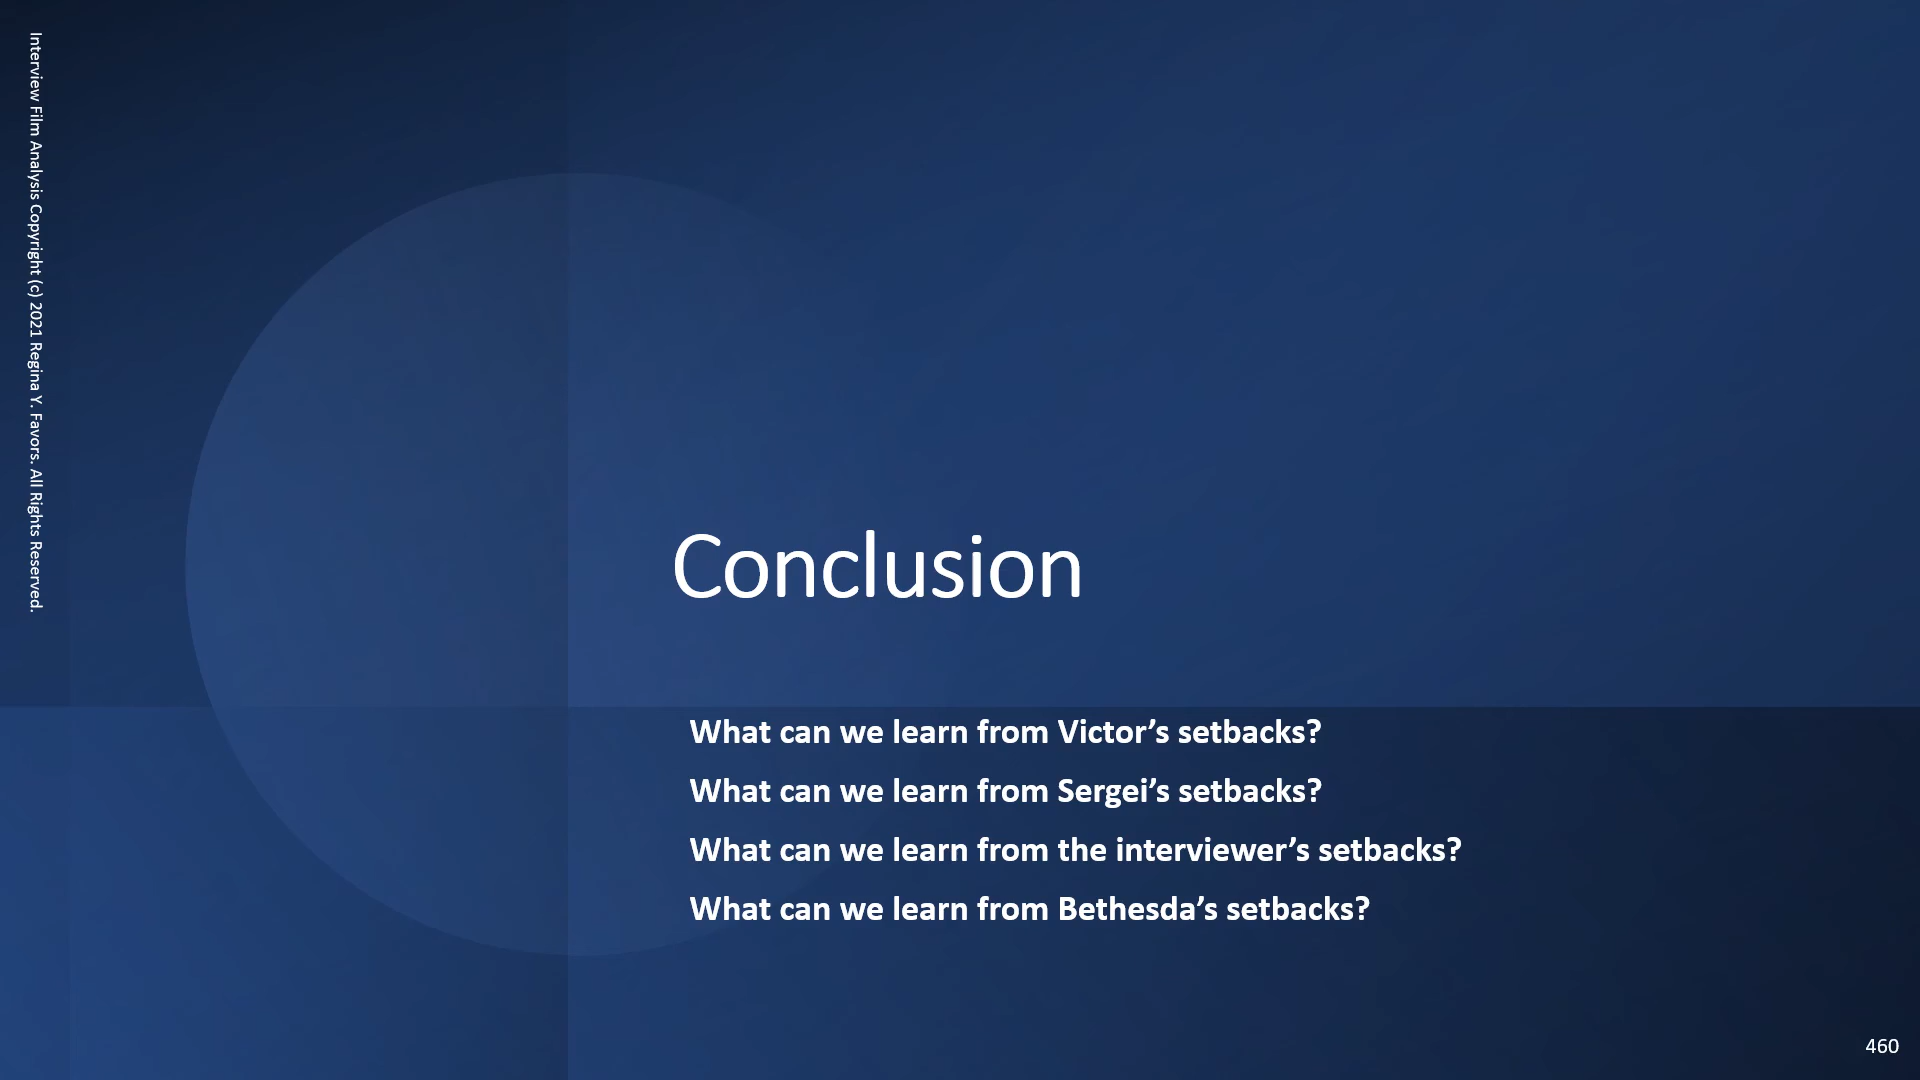 Interview Film Analysis Copyright (c) 2021 Regina Y. Favors. All Rights Reserved.
Conclusion
What can we learn from Victor’s setbacks?
What can we learn from Sergei’s setbacks?
What can we learn from the interviewer’s setbacks?
What can we learn from Bethesda’s setbacks?
460